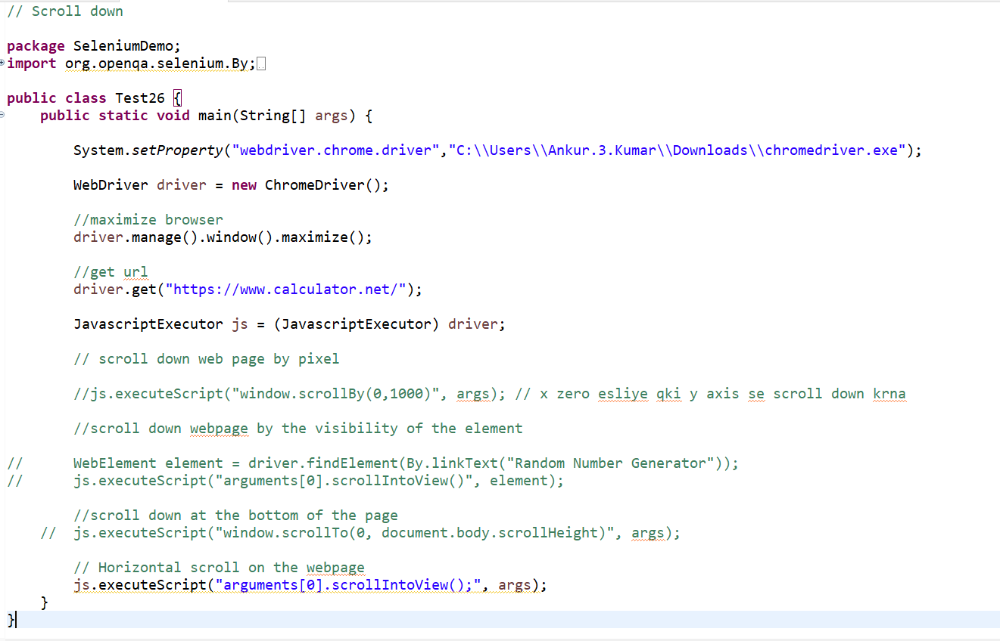 // Scroll down
package SeleniumDemo;
import org.openqa.selenium.By;
public class Test26 {
public static void main(String[] args) {
System.setProperty("webdriver.chrome.driver","C:\\Users\\Ankur.3.Kumar\\Downloads\\chromedriver.exe");
WebDriver driver = new ChromeDriver();
//maximize browser
driver.manage().window().maximize();
//get url
driver.get("https://www.calculator.net/");
JavascriptExecutor js = (JavascriptExecutor) driver;
// scroll down web page by pixel
//js.executeScript("window.scrollBy(0,1000)", args); // x zero esliye qki y axis se scroll down krna
//scroll down webpage by the visibility of the element
// WebElement element = driver.findElement(By.linkText("Random Number Generator"));
// js.executeScript("arguments[0].scrollIntoView()", element);
//scroll down at the bottom of the page
// js.executeScript("window.scrollTo(0, document.body.scrollHeight)", args);
// Horizontal scroll on the webpage
js.executeScript("arguments[0].scrollIntoView();", args);
}
}